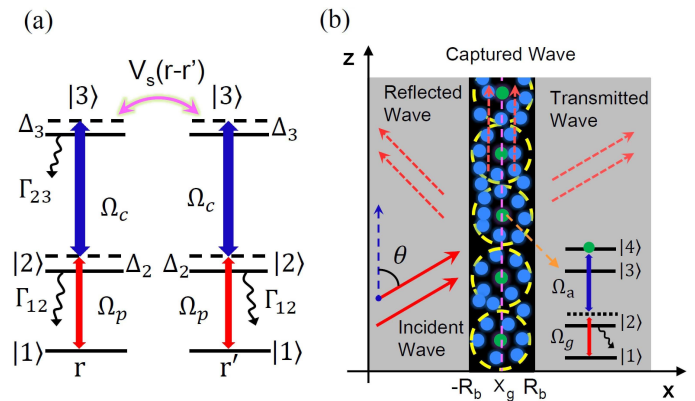 (a)
V_s(r-r')
|3⟩
|3⟩
Δ_3
Δ_3
Γ_23
Ω_c
Ω_c
|2⟩
Δ_2
Δ_2
|2⟩
Γ_12
Ω_p
Ω_p
Γ_12
|1⟩
|1⟩
r
r′
(b)
Captured Wave
z
Reflected
Wave
Transmitted
Wave
θ
Incident
Wave
|4⟩
|3⟩
Ω_a
|2⟩
Ω_g
|1⟩
-R_b
X_g
R_b
x